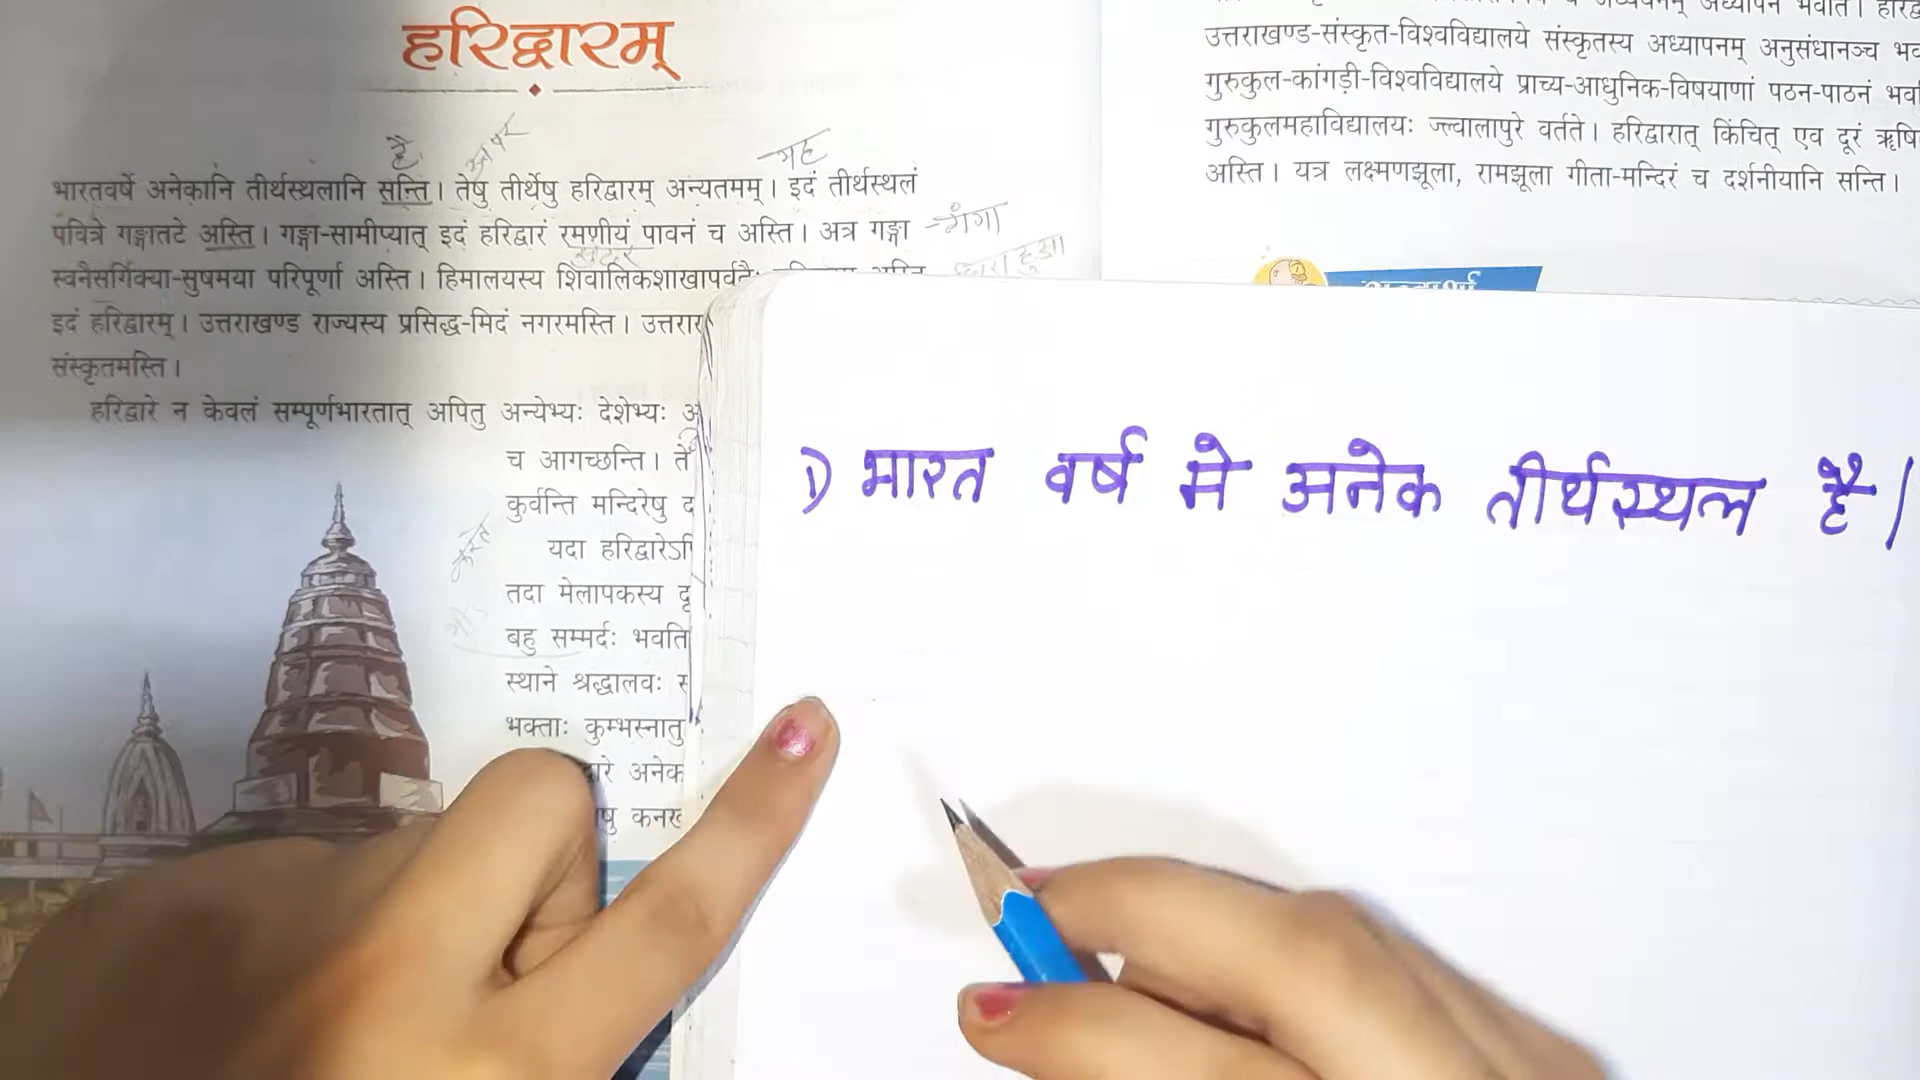 हरिद्वारम्
है
यह
भारतवर्षे अनेकानि तीर्थस्थलानि सन्ति। तेषु तीर्थेषु हरिद्वारम् अन्यतमम्। इदं तीर्थस्थलं
पवित्रे गङ्गातटे अस्ति। गङ्गा-सामीप्यात् इदं हरिद्वारं रमणीयं पावनं च अस्ति। अत्र गङ्गा
गंगा
सुन्दर
हुआ
स्वनैसर्गिक्या-सुषमया परिपूर्णा अस्ति। हिमालयस्य शिवालिकशाखापर्वतैः
इदं हरिद्वारम्। उत्तराखण्ड राज्यस्य प्रसिद्ध-मिदं नगरमस्ति।
संस्कृतमस्ति।
हरिद्वारे न केवलं सम्पूर्णभारतात् अपितु अन्येभ्यः देशेभ्यः
च आगच्छन्ति। ते
कुर्वन्ति मन्दिरेषु
करते
यदा
तदा मेलापकस्य
बहु सम्मर्दः भवति
स्थाने श्रद्धालवः
भक्ताः
अनेक
उत्तराखण्ड-संस्कृत-विश्वविद्यालये संस्कृतस्य अध्यापनम् अनुसंधानञ्च
गुरुकुल-कांगड़ी-विश्वविद्यालये प्राच्य-आधुनिक-विषयाणां पठन-पाठनं
गुरुकुलमहाविद्यालयः ज्वालापुरे वर्तते। हरिद्वारात् किंचित् एव दूरं
अस्ति। यत्र लक्ष्मणझूला, रामझूला गीता-मन्दिरं च दर्शनीयानि सन्ति।
1) भारत वर्ष मे अनेक तीर्थस्थल है।